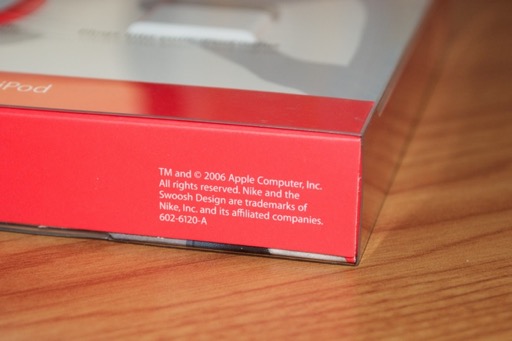 iPod
TM and © 2006 Apple Computer, Inc.
All rights reserved. Nike and the
Swoosh Design are trademarks of
Nike, Inc. and its affiliated companies.
602-6120-A